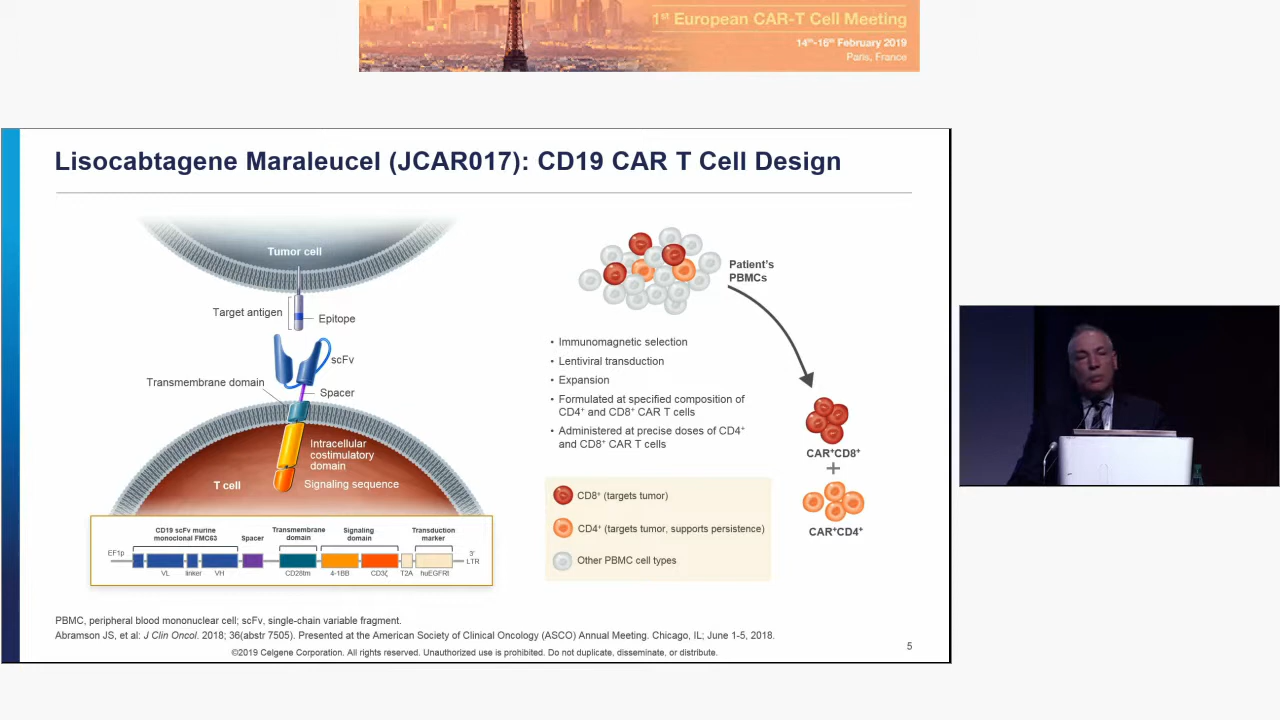 1st European CAR-T Cell Meeting
14th-16th February 2019
Paris, France
Lisocabtagene Maraleucel (JCAR017): CD19 CAR T Cell Design
Tumor cell
Target antigen
Epitope
scFv
Transmembrane domain
Spacer
Intracellular
costimulatory
domain
T cell
Signaling sequence
CD19 scFv murine
monoclonal FMC63
Spacer
Transmembrane
domain
Signaling
domain
Transduction
marker
EF1p
3'
LTR
VL
linker
VH
CD28tm
4-1BB
CD3ζ
T2A
huEGFRt
Patient's
PBMCs
• Immunomagnetic selection
• Lentiviral transduction
• Expansion
• Formulated at specified composition of
CD4+ and CD8+ CAR T cells
• Administered at precise doses of CD4+
and CD8+ CAR T cells
CAR+CD8+
+
CAR+CD4+
CD8+ (targets tumor)
CD4+ (targets tumor, supports persistence)
Other PBMC cell types
PBMC, peripheral blood mononuclear cell; scFv, single-chain variable fragment.
Abramson JS, et al: J Clin Oncol. 2018; 36(abstr 7505). Presented at the American Society of Clinical Oncology (ASCO) Annual Meeting. Chicago, IL; June 1-5, 2018.
©2019 Celgene Corporation. All rights reserved. Unauthorized use is prohibited. Do not duplicate, disseminate, or distribute.
5